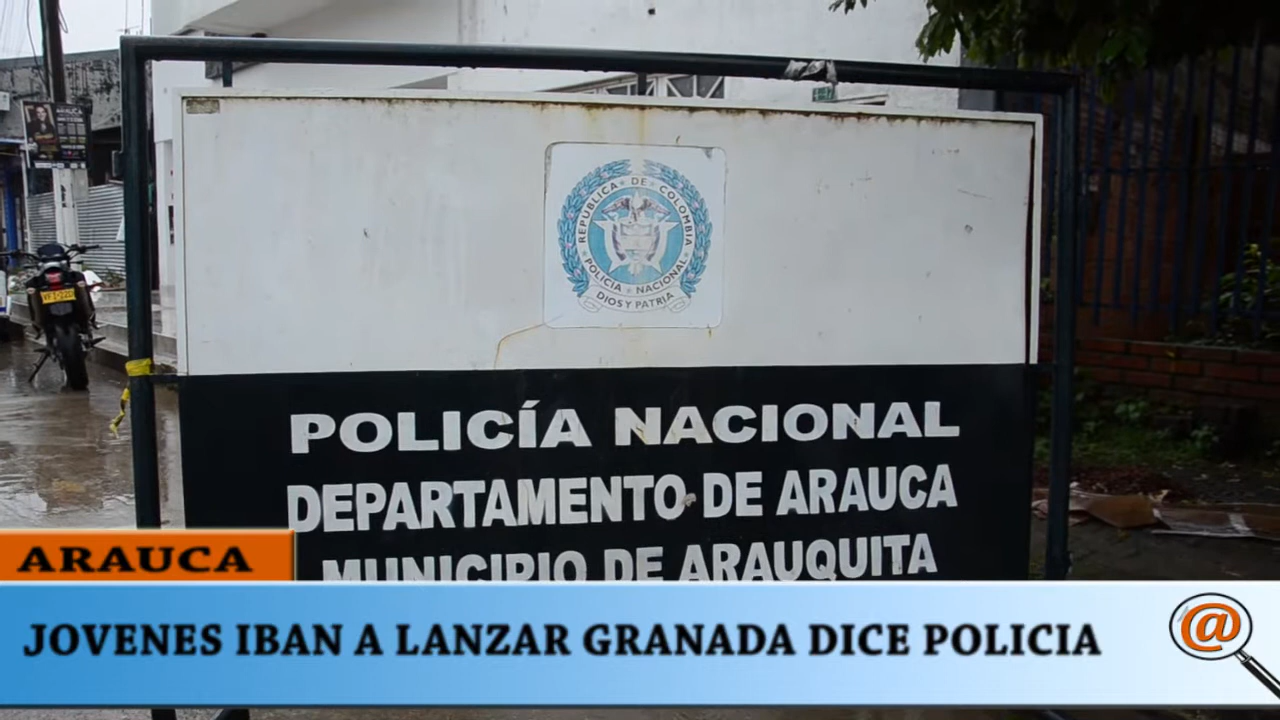 REPUBLICA DE COLOMBIA
POLICIA NACIONAL
DIOS Y PATRIA
POLICÍA NACIONAL
DEPARTAMENTO DE ARAUCA
MUNICIPIO DE ARAUQUITA
ARAUCA
JOVENES IBAN A LANZAR GRANADA DICE POLICIA
@